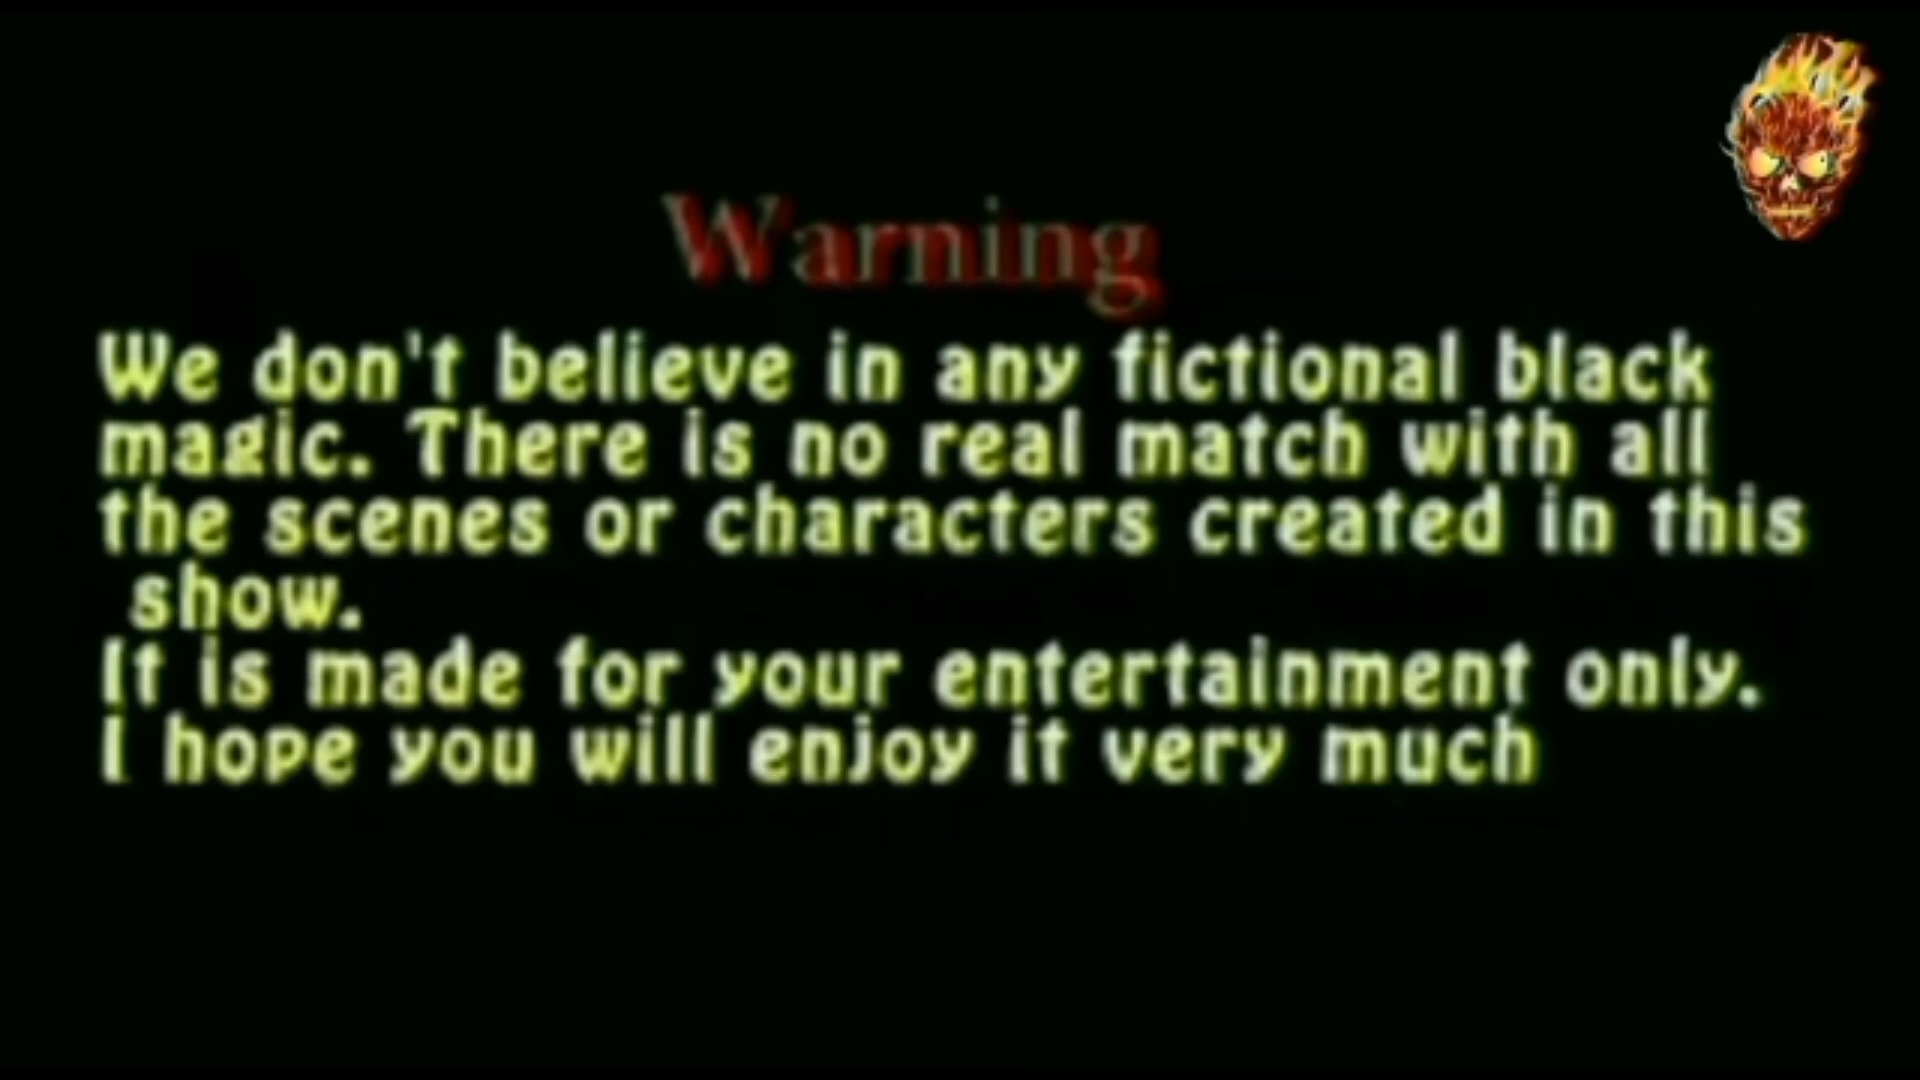 Warning
We don't believe in any fictional black
magic. There is no real match with all
the scenes or characters created in this
show.
It is made for your entertainment only.
I hope you will enjoy it very much